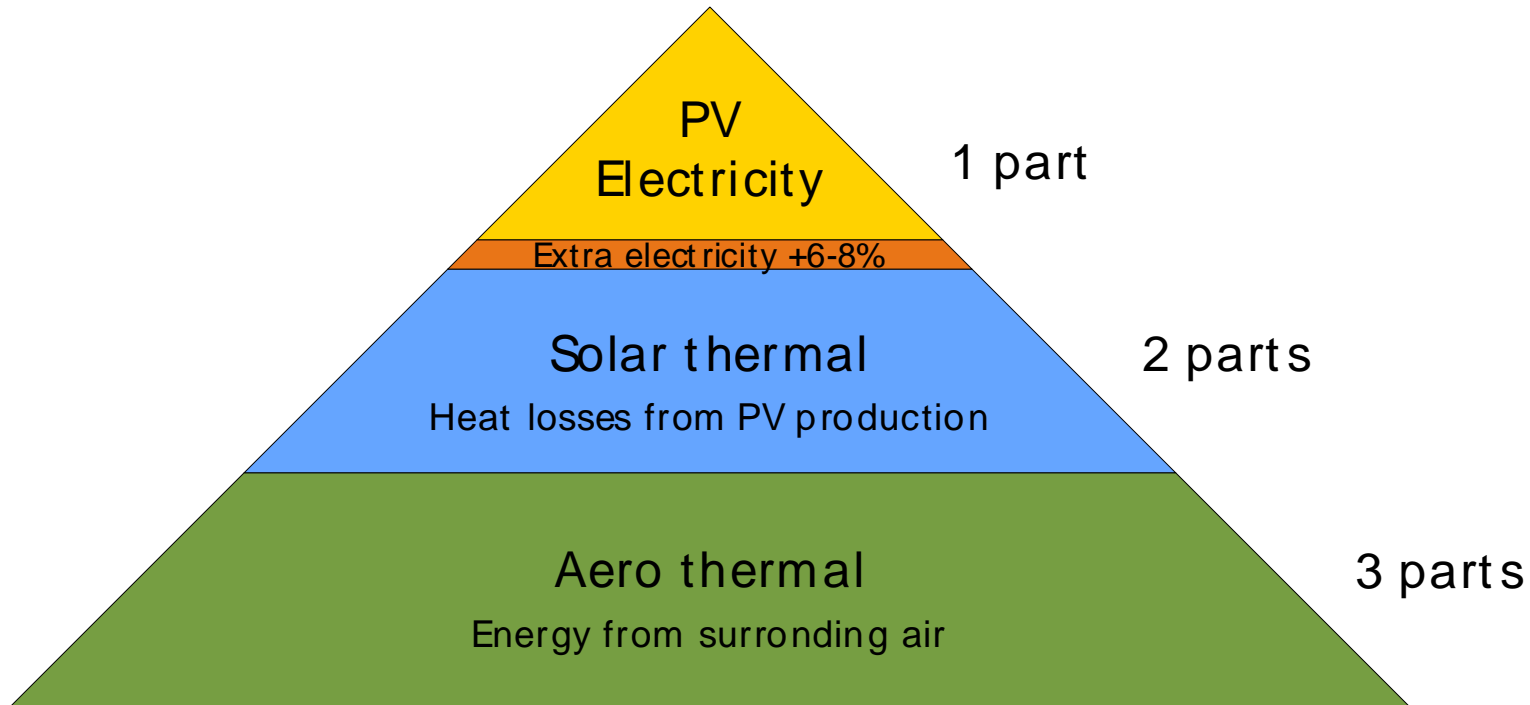 PV
Electricity
1 part
Extra electricity +6-8%
Solar thermal
2 parts
Heat losses from PV production
Aero thermal
3 parts
Energy from surronding air